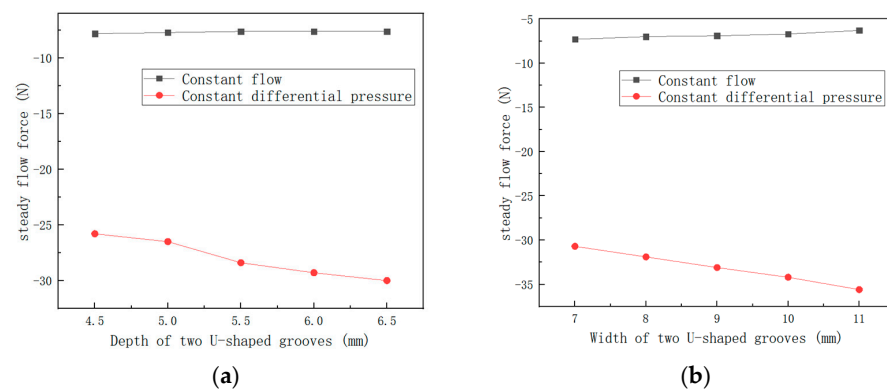 -10
-15
-20
-25
-30
steady flow force (N)
Constant flow
Constant differential pressure
4.5 5.0 5.5 6.0 6.5
Depth of two U-shaped grooves (mm)
(a)
-5
-10
-15
-20
-25
-30
-35
steady flow force (N)
Constant flow
Constant differential pressure
7 8 9 10 11
Width of two U-shaped grooves (mm)
(b)